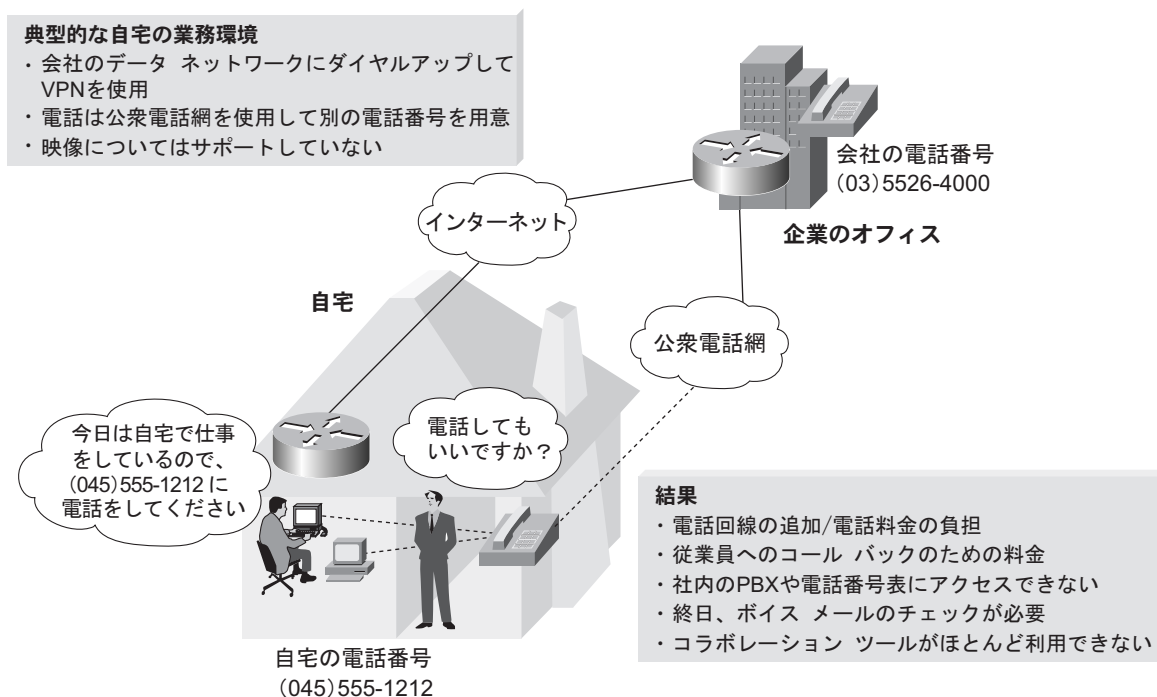 典型的な自宅の業務環境
・会社のデータ ネットワークにダイヤルアップして
VPNを使用
・電話は公衆電話網を使用して別の電話番号を用意
・映像についてはサポートしていない
会社の電話番号
(03)5526-4000
企業のオフィス
インターネット
自宅
公衆電話網
今日は自宅で仕事
をしているので、
(045)555-1212 に
電話をしてください
電話しても
いいですか？
結果
・電話回線の追加/電話料金の負担
・従業員へのコール バックのための料金
・社内のPBXや電話番号表にアクセスできない
・終日、ボイス メールのチェックが必要
・コラボレーション ツールがほとんど利用できない
自宅の電話番号
(045)555-1212